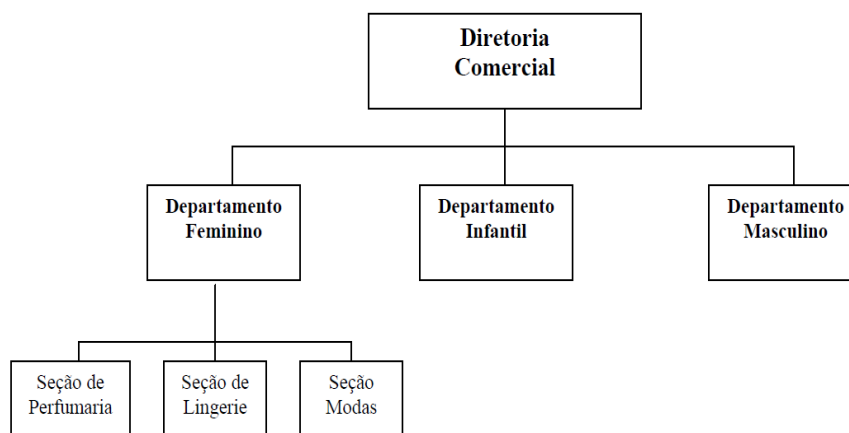 Diretoria
Comercial
Departamento
Feminino
Departamento
Infantil
Departamento
Masculino
Seção de
Perfumaria
Seção de
Lingerie
Seção
Modas